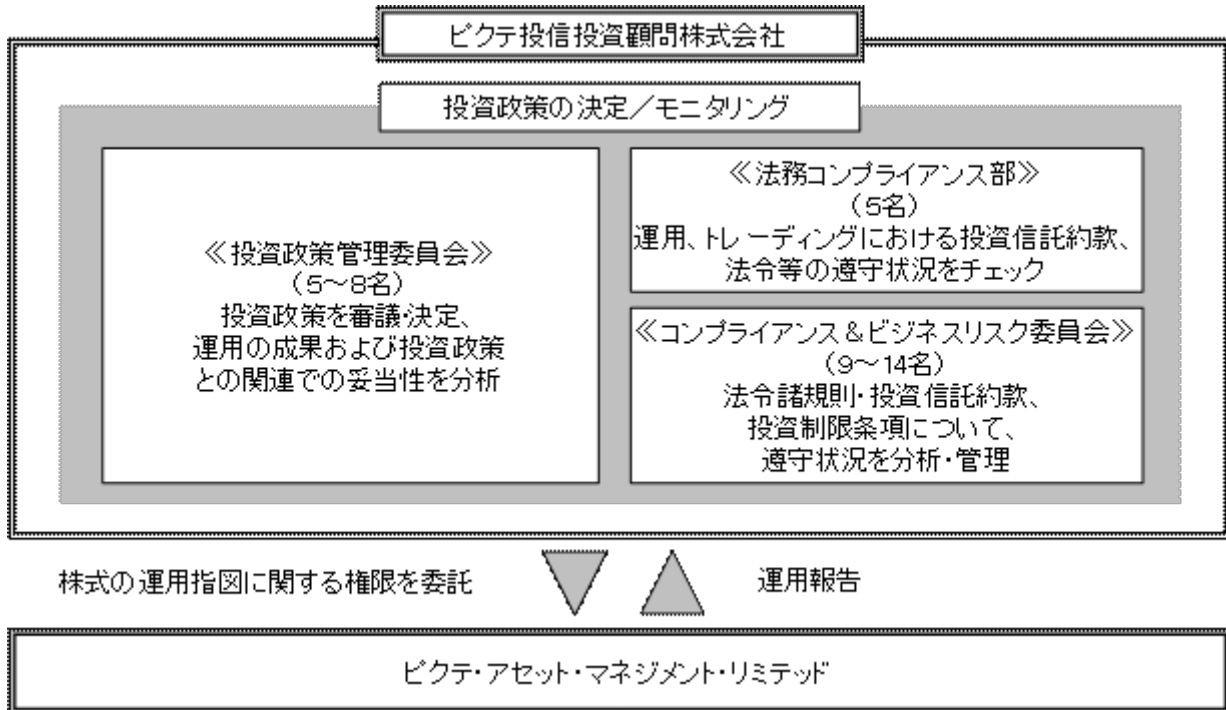 ピクテ投信投資顧問株式会社
投資政策の決定／モニタリング
≪投資政策管理委員会≫
（5～8名）
投資政策を審議・決定、
運用の成果および投資政策
との関連での妥当性を分析
≪法務コンプライアンス部≫
（5名）
運用、トレーディングにおける投資信託約款、
法令等の遵守状況をチェック
≪コンプライアンス＆ビジネスリスク委員会≫
（9～14名）
法令諸規則・投資信託約款、
投資制限条項について、
遵守状況を分析・管理
株式の運用指図に関する権限を委託
運用報告
ピクテ・アセット・マネジメント・リミテッド